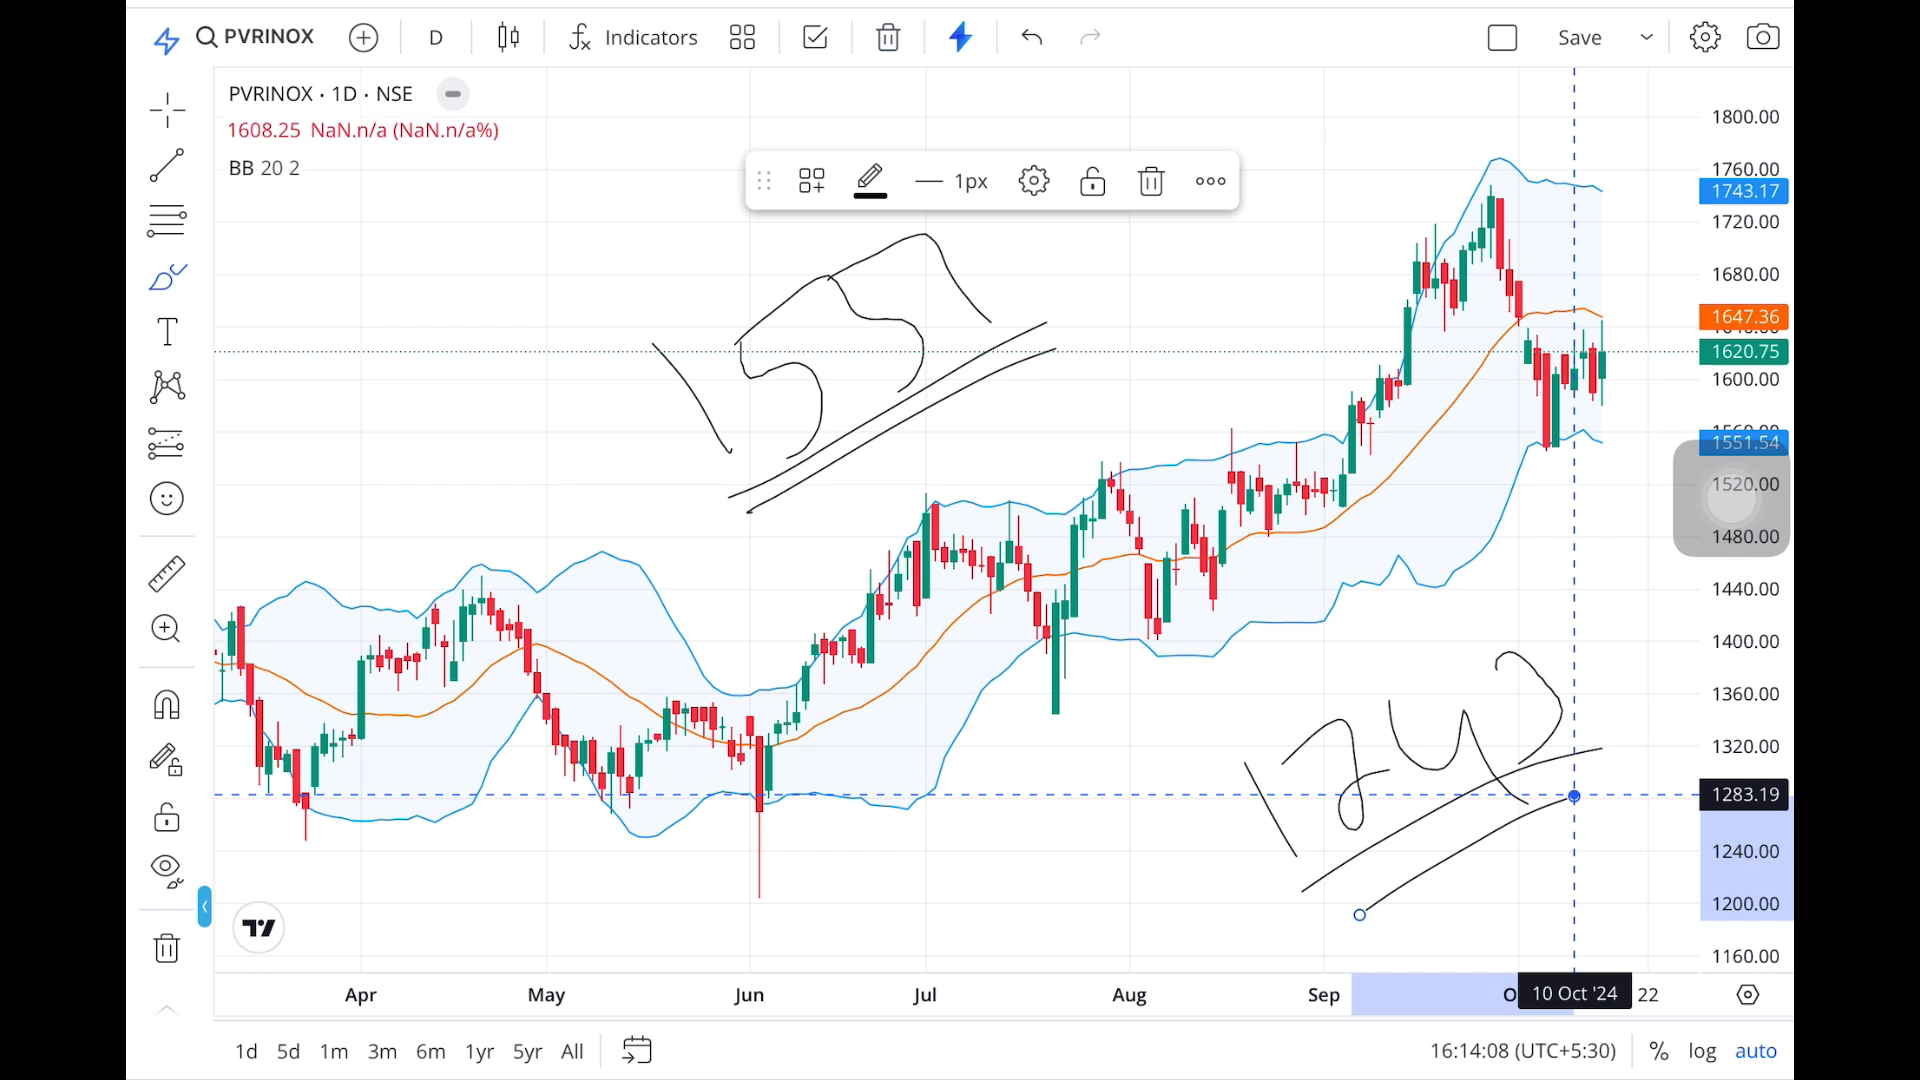 PVRINOX
D
Indicators
Save
PVRINOX · 1D · NSE
1608.25 NaN.n/a (NaN.n/a%)
BB 20 2
1px
1800.00
1760.00
1743.17
1720.00
1680.00
1647.36
1620.75
1600.00
1551.54
1520.00
1480.00
1440.00
1400.00
1360.00
1320.00
1283.19
1240.00
1200.00
1160.00
Apr May Jun Jul Aug Sep 10 Oct '24 22
1d 5d 1m 3m 6m 1yr 5yr All
16:14:08 (UTC+5:30) % log auto